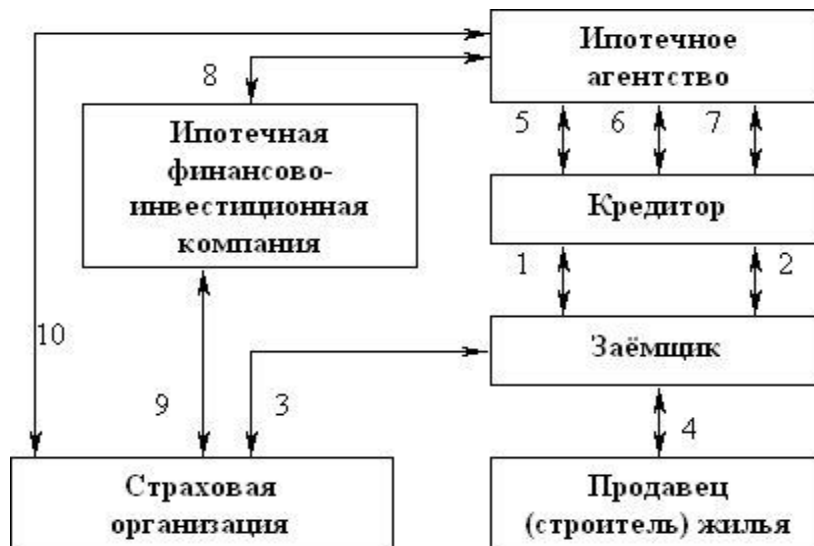 Ипотечное
агентство
8
5
6
7
Ипотечная
финансово-
инвестиционная
компания
Кредитор
1
2
10
Заёмщик
9
3
4
Страховая
организация
Продавец
(строитель) жилья